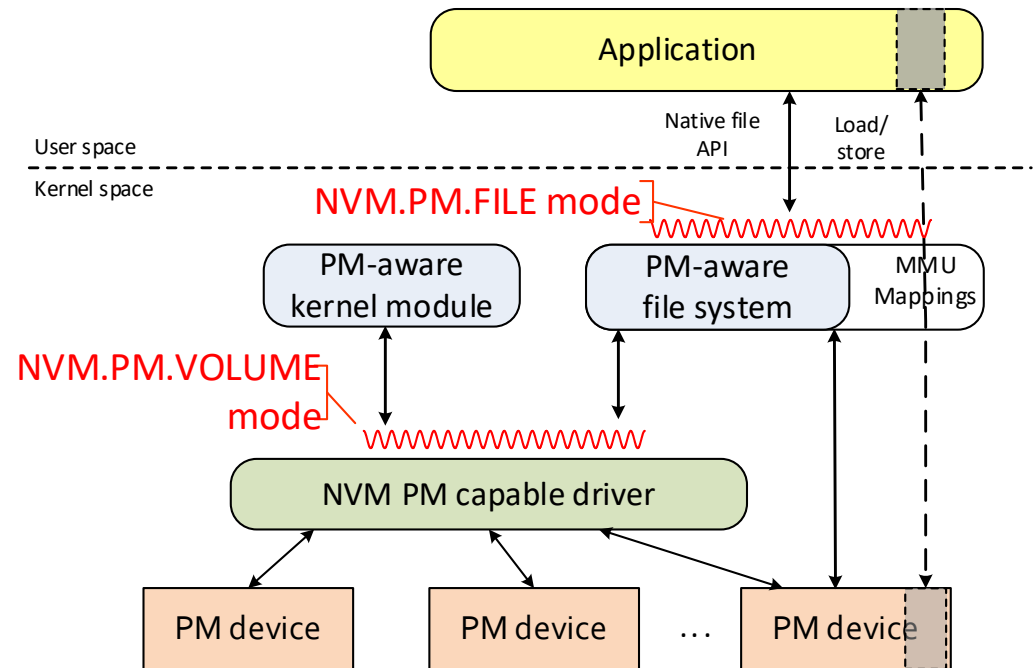 Application
Native file
API
Load/
store
User space
Kernel space
NVM.PM.FILE mode
PM-aware
kernel module
PM-aware
file system
MMU
Mappings
NVM.PM.VOLUME
mode
NVM PM capable driver
PM device
PM device
...
PM device